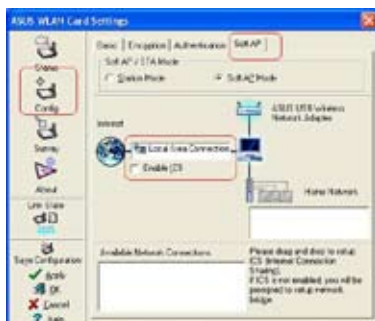 ASUS WLAN Card Settings
Status
Config
Survey
About
Link State
Save Configuration
Apply
OK
Cancel
Help
Basic
Encryption
Authentication
Soft AP
Soft AP / STA Mode
Station Mode
Soft AP Mode
Internet
ASUS USB Wireless
Network Adapter
Local Area Connection
Enable ICS
Home Network
Available Network Connections
Please drag and drop to setup
ICS (Internet Connection
Sharing).
If ICS is not enabled, you will be
prompted to setup network
bridge.